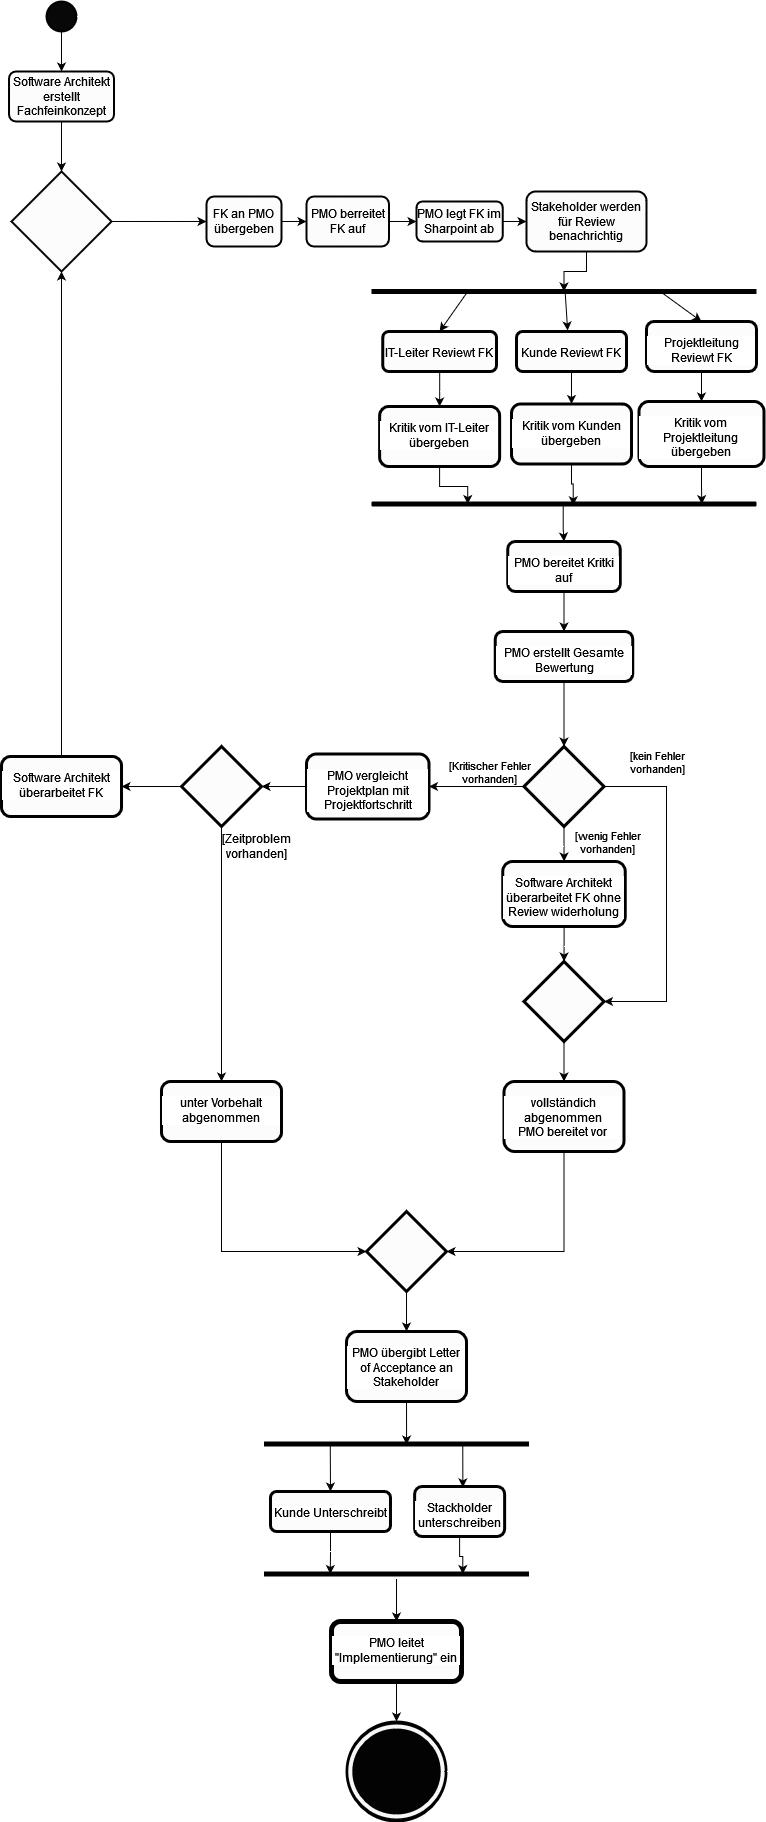 Software Architekt
erstellt
Fachfeinkonzept
FK an PMO
übergeben
PMO berreitet
FK auf
PMO legt FK im
Sharpoint ab
Stakeholder werden
für Review
benachrichtig
IT-Leiter Reviewt FK
Kunde Reviewt FK
Projektleitung
Reviewt FK
Kritik vom IT-Leiter
übergeben
Kritik vom Kunden
übergeben
Kritik vom
Projektleitung
übergeben
PMO bereitet Kritki
auf
PMO erstellt Gesamte
Bewertung
[Kritischer Fehler
vorhanden]
[kein Fehler
vorhanden]
Software Architekt
überarbeitet FK
PMO vergleicht
Projektplan mit
Projektfortschritt
[Zeitproblem
vorhanden]
[wenig Fehler
vorhanden]
Software Architekt
überarbeitet FK ohne
Review widerholung
unter Vorbehalt
abgenommen
vollständich
abgenommen
PMO bereitet vor
PMO übergibt Letter
of Acceptance an
Stakeholder
Kunde Unterschreibt
Stackholder
unterschreiben
PMO leitet
"Implementierung" ein